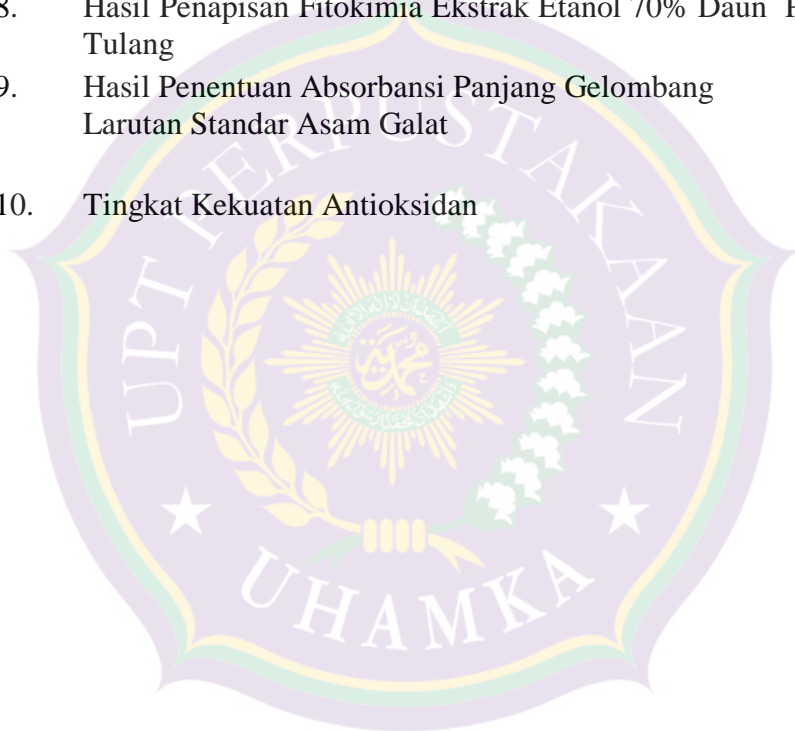 8. Hasil Penapisan Fitokimia Ekstrak Etanol 70% Daun
Tulang
9. Hasil Penentuan Absorbansi Panjang Gelombang
Larutan Standar Asam Galat
10. Tingkat Kekuatan Antioksidan
UPT PERPUSTAKAAN
محمدية
UHAMKA